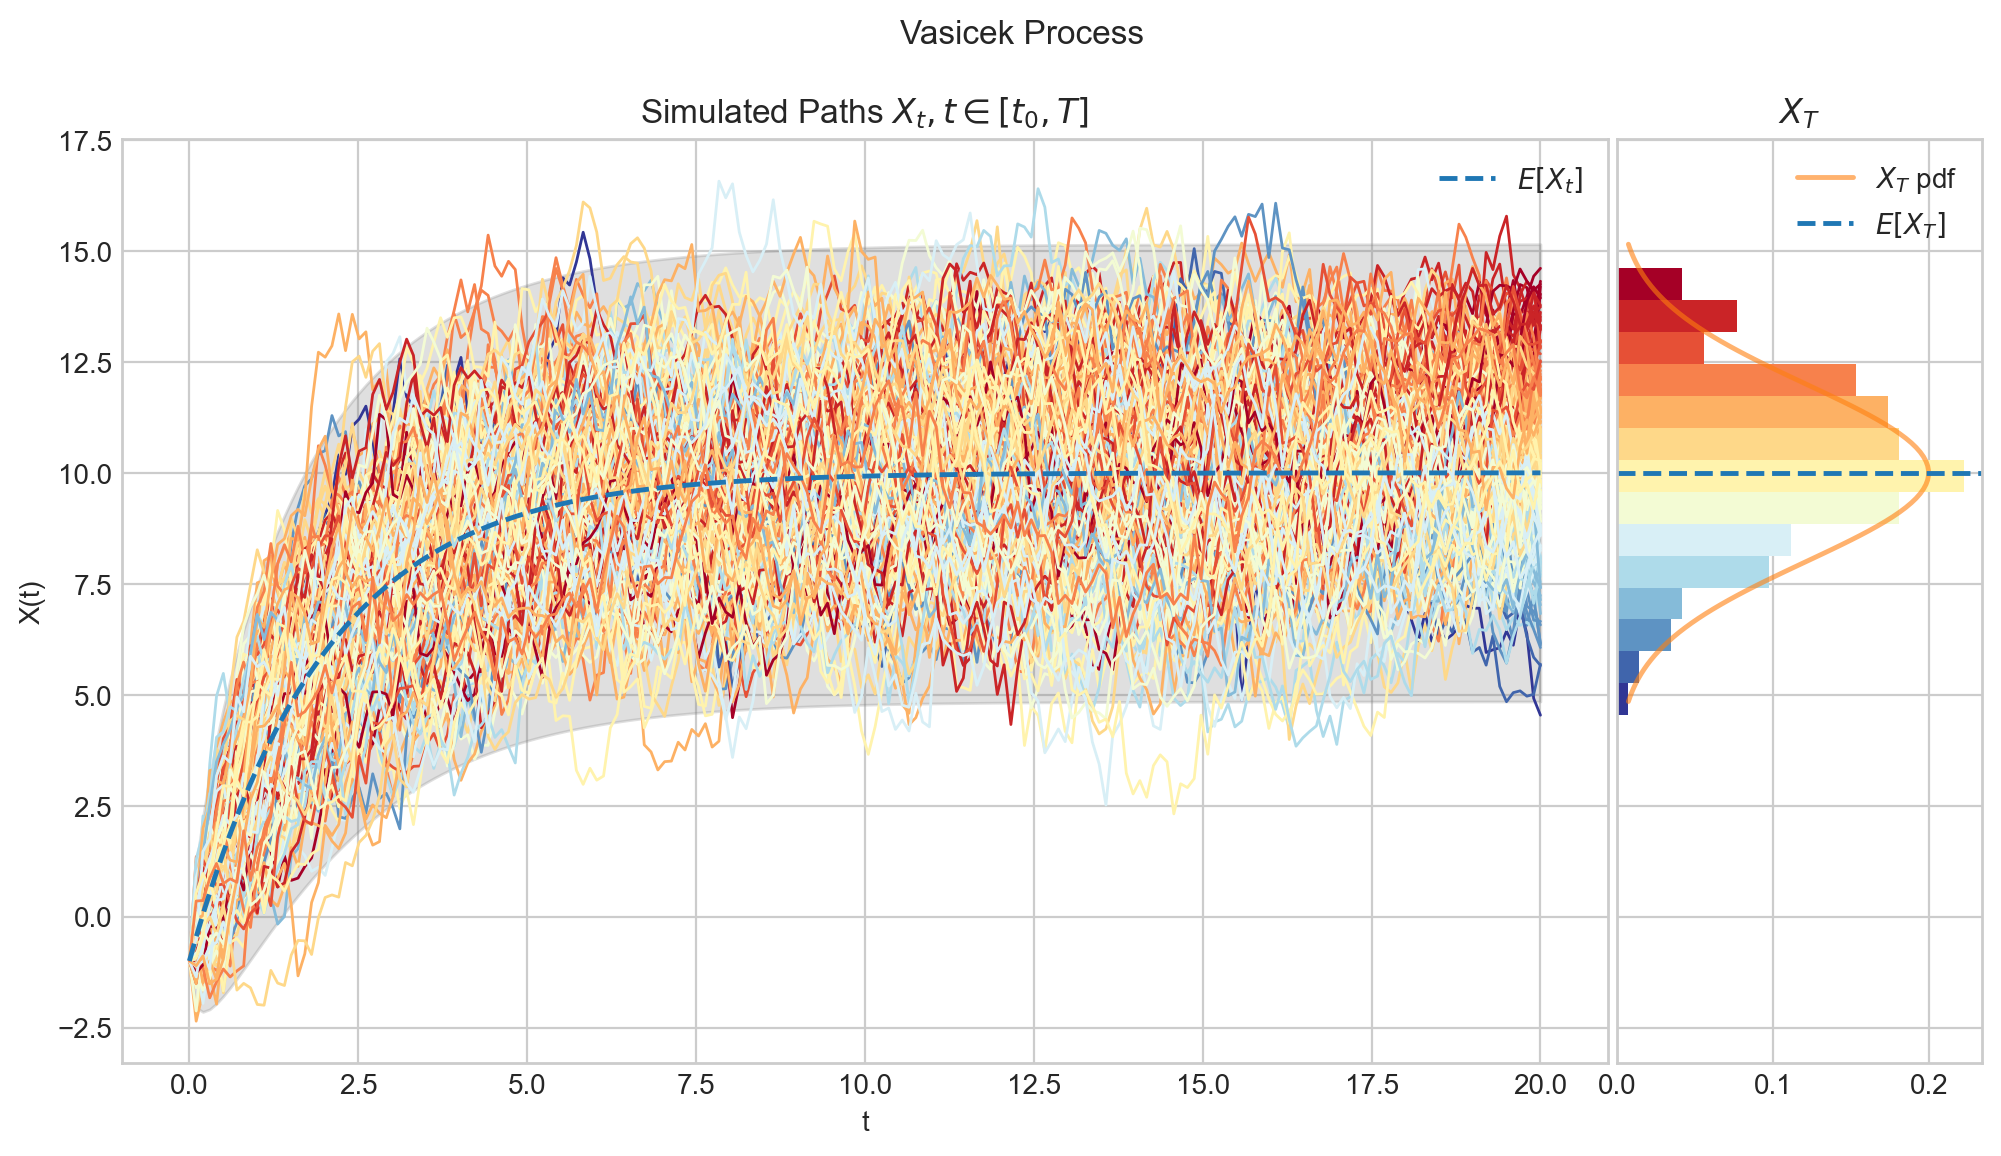 Vasicek Process
Simulated Paths $X_t, t \in [t_0, T]$
$X_T$
17.5
15.0
12.5
10.0
7.5
5.0
2.5
0.0
−2.5
X(t)
$E[X_t]$
$X_T$ pdf
$E[X_T]$
0.0 2.5 5.0 7.5 10.0 12.5 15.0 17.5 20.0 0.0 0.1 0.2
t